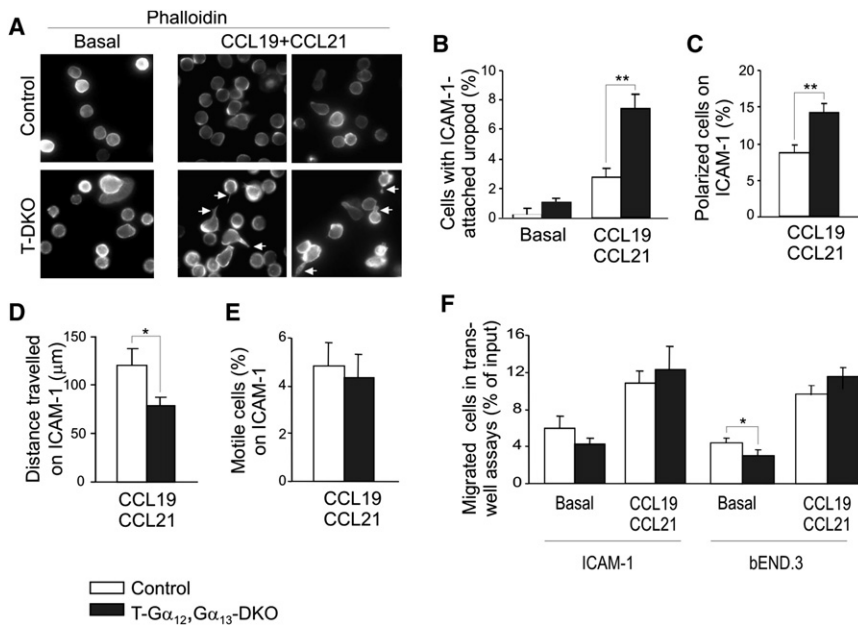 A
Phalloidin
Basal
CCL19+CCL21
Control
T-DKO
B
Cells with ICAM-1-
attached uropod (%)
10
8
6
4
2
0
**
Basal
CCL19
CCL21
C
Polarized cells on
ICAM-1 (%)
20
15
10
5
0
**
CCL19
CCL21
D
Distance travelled
on ICAM-1 (μm)
150
100
50
0
*
CCL19
CCL21
E
Motile cells (%)
on ICAM-1
6
4
2
0
CCL19
CCL21
F
Migrated cells in trans-
well assays (% of input)
16
12
8
4
0
*
Basal
CCL19
CCL21
Basal
CCL19
CCL21
ICAM-1
bEND.3
Control
T-Gα12,Gα13-DKO